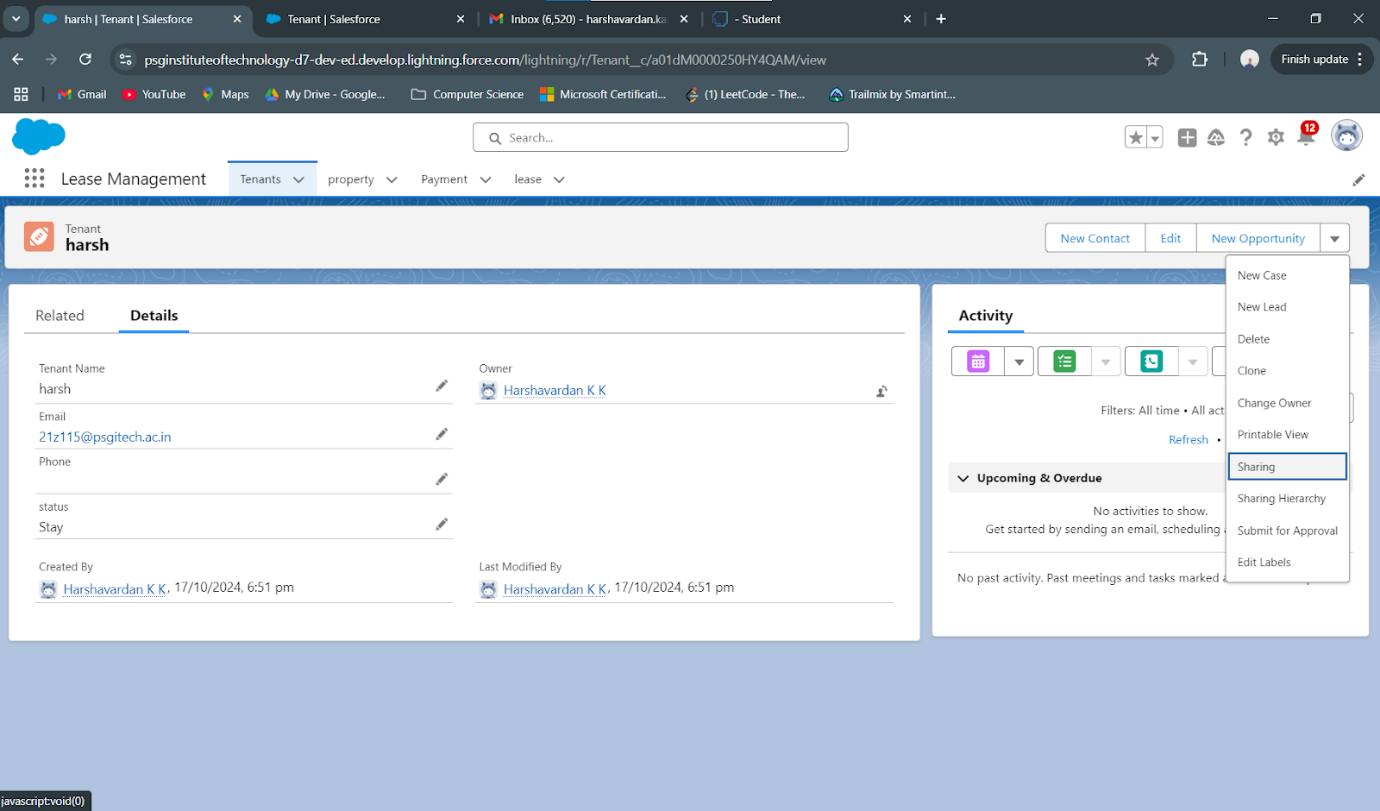 harsh | Tenant | Salesforce
Tenant | Salesforce
Inbox (6,520) - harshavardan.ka
- Student
psginstituteoftechnology-d7-dev-ed.develop.lightning.force.com/lightning/r/Tenant__c/a01dM0000250HY4QAM/view
Finish update
Gmail
YouTube
Maps
My Drive - Google...
Computer Science
Microsoft Certificati...
(1) LeetCode - The...
Trailmix by Smartint...
Search...
12
Lease Management
Tenants
property
Payment
lease
Tenant
harsh
New Contact
Edit
New Opportunity
New Case
New Lead
Delete
Clone
Change Owner
Printable View
Sharing
Sharing Hierarchy
Submit for Approval
Edit Labels
Related
Details
Tenant Name
harsh
Owner
Harshavardan K K
Email
21z115@psgitech.ac.in
Phone
status
Stay
Created By
Harshavardan K K, 17/10/2024, 6:51 pm
Last Modified By
Harshavardan K K, 17/10/2024, 6:51 pm
Activity
Filters: All time • All act
Refresh •
Upcoming & Overdue
No activities to show.
Get started by sending an email, scheduling
No past activity. Past meetings and tasks marked
javascript:void(0)